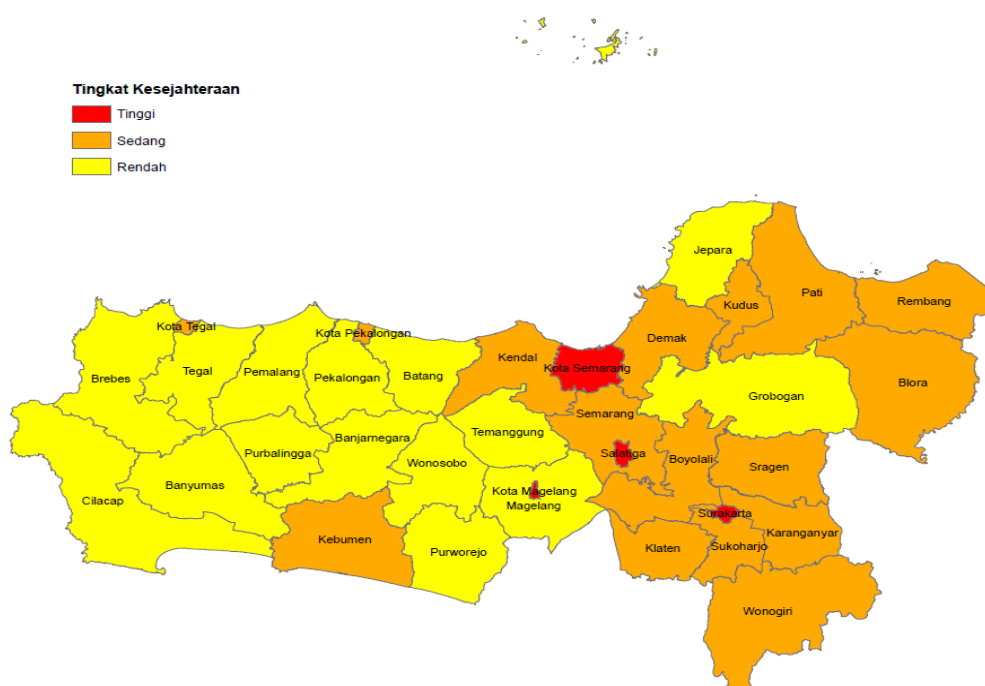 Tingkat Kesejahteraan
Tinggi
Sedang
Rendah
Jepara
Pati
Kudus
Rembang
Kota Tegal
Kota Pekalongan
Demak
Kendal
Kota Semarang
Brebes
Tegal
Pemalang
Pekalongan
Batang
Blora
Grobogan
Semarang
Temanggung
Banjarnegara
Purbalingga
Wonosobo
Salatiga
Boyolali
Sragen
Banyumas
Cilacap
Kota Magelang
Magelang
Surakarta
Karanganyar
Kebumen
Purworejo
Klaten
Sukoharjo
Wonogiri